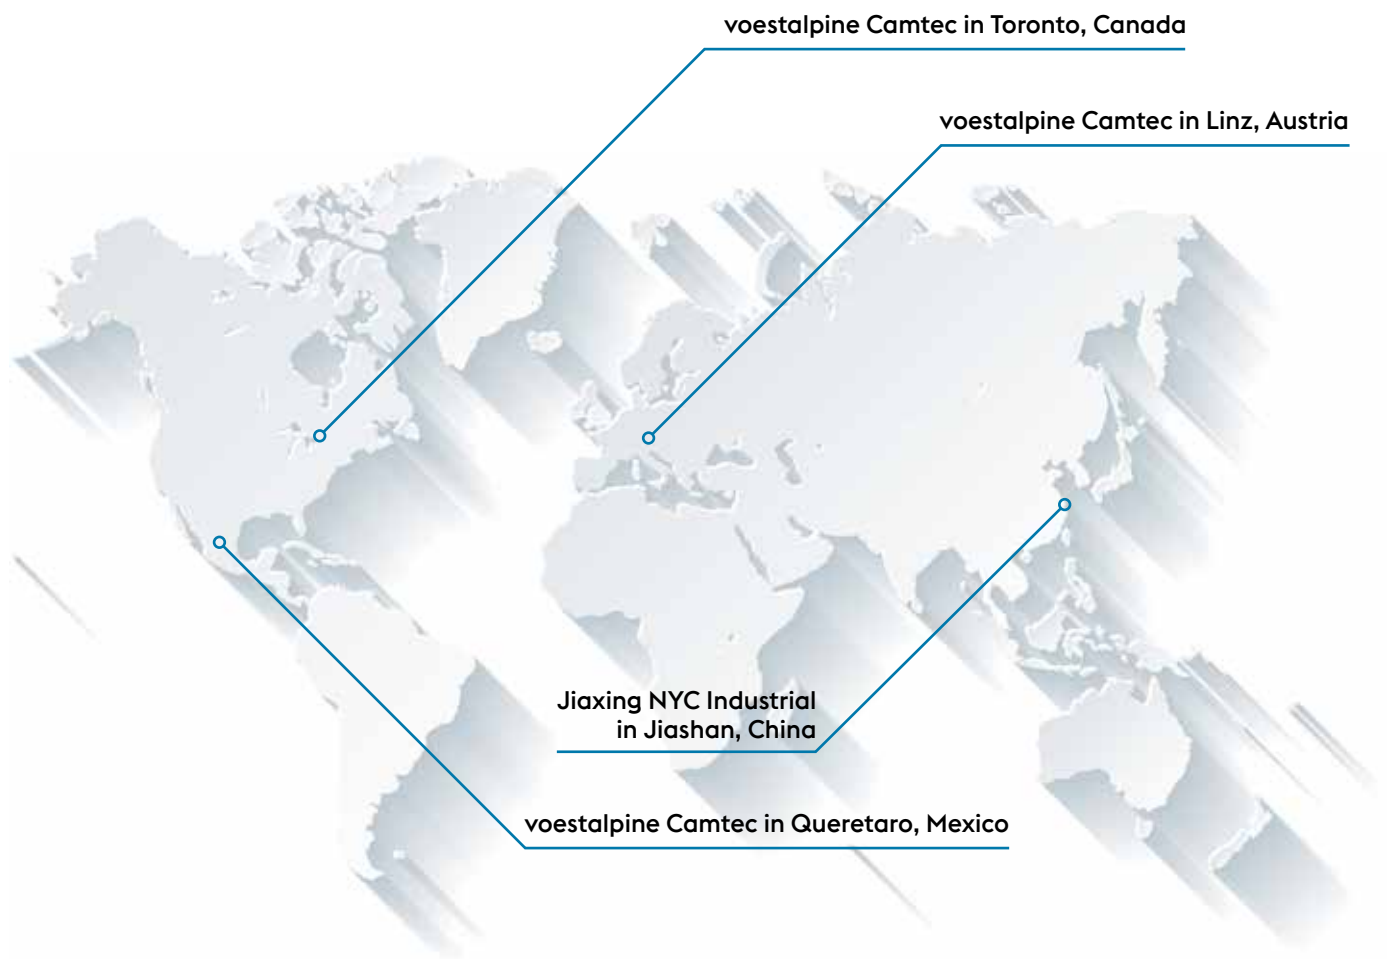 voestalpine Camtec in Toronto, Canada
voestalpine Camtec in Linz, Austria
Jiaxing NYC Industrial
in Jiashan, China
voestalpine Camtec in Queretaro, Mexico